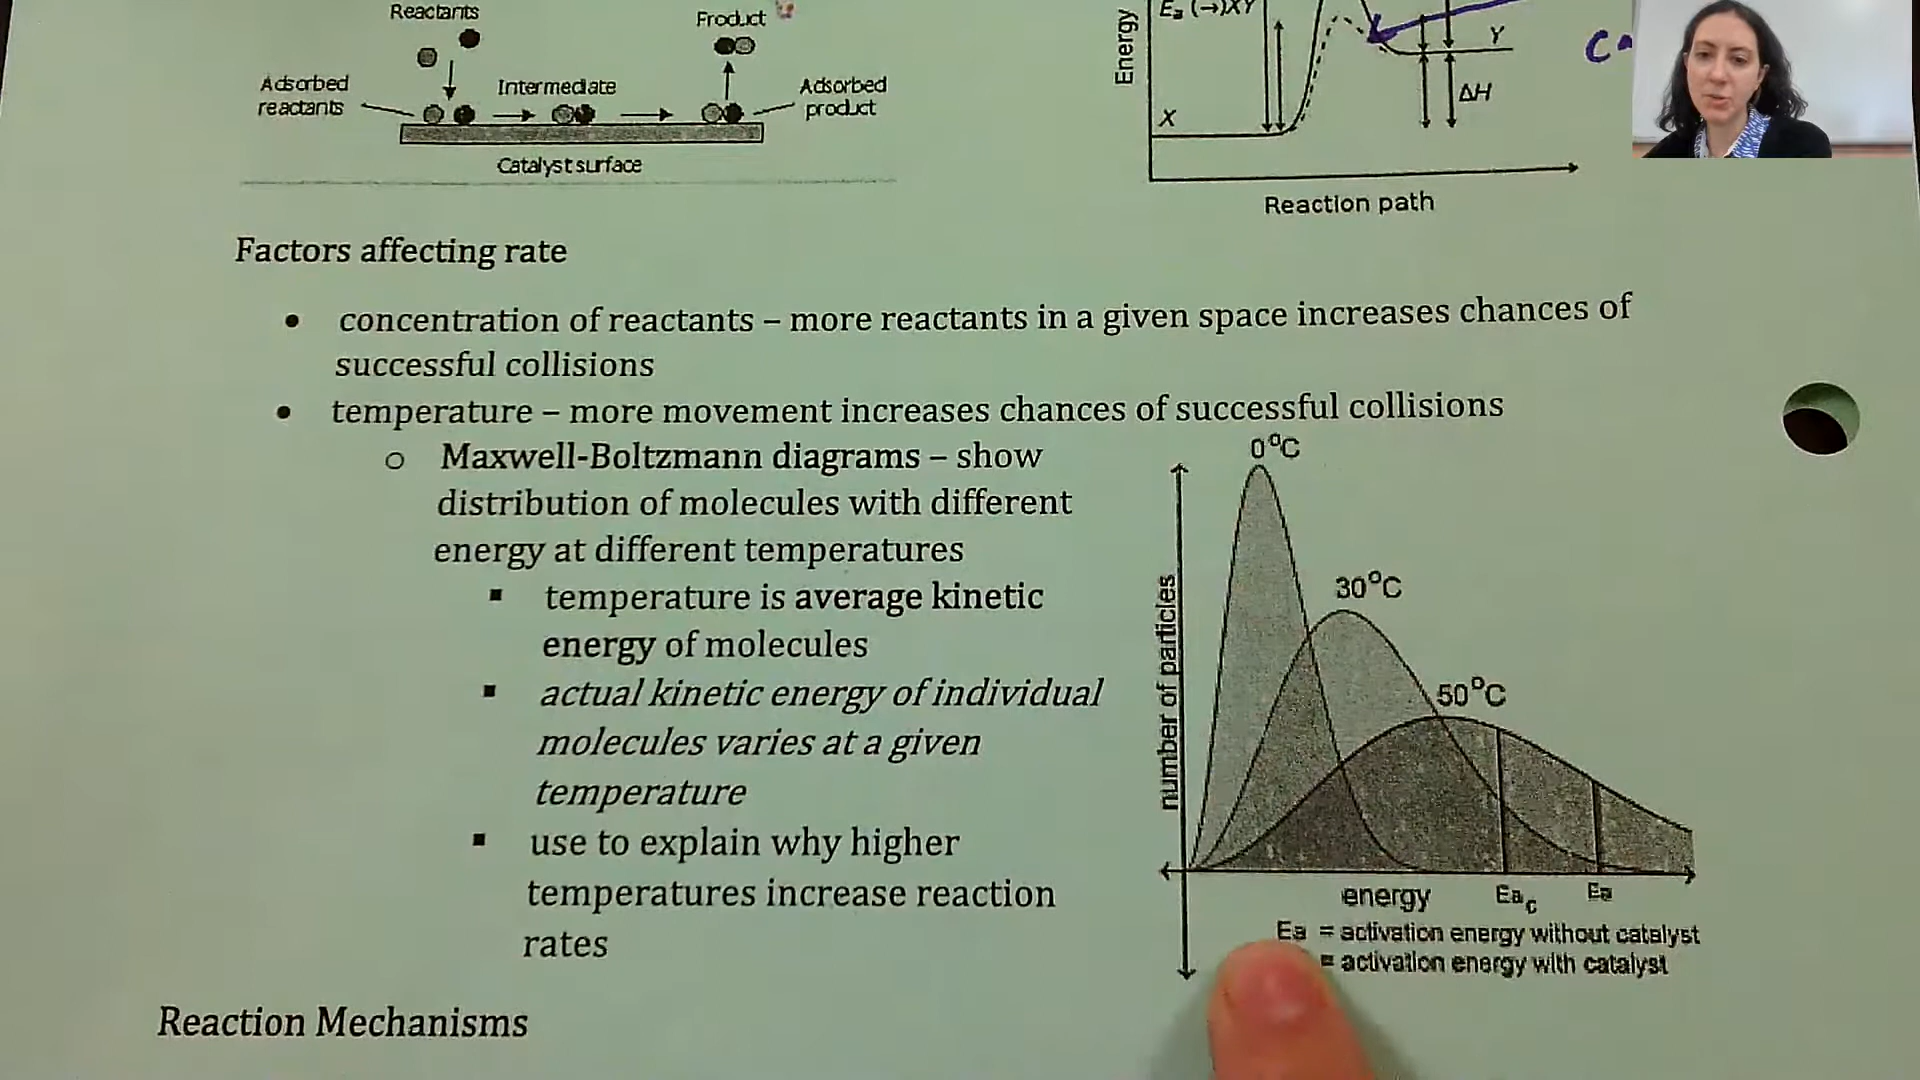 Reactants
Product
Adsorbed
reactants
Intermediate
Adsorbed
product
Catalyst surface
Energy
Ea (→)XY
Y
X
ΔH
Reaction path
Factors affecting rate
• concentration of reactants – more reactants in a given space increases chances of
successful collisions
• temperature – more movement increases chances of successful collisions
o Maxwell-Boltzmann diagrams – show
distribution of molecules with different
energy at different temperatures
▪ temperature is average kinetic
energy of molecules
▪ actual kinetic energy of individual
molecules varies at a given
temperature
▪ use to explain why higher
temperatures increase reaction
rates
0°C
30°C
50°C
number of particles
energy
Eac
Ea
Ea = activation energy without catalyst
= activation energy with catalyst
Reaction Mechanisms